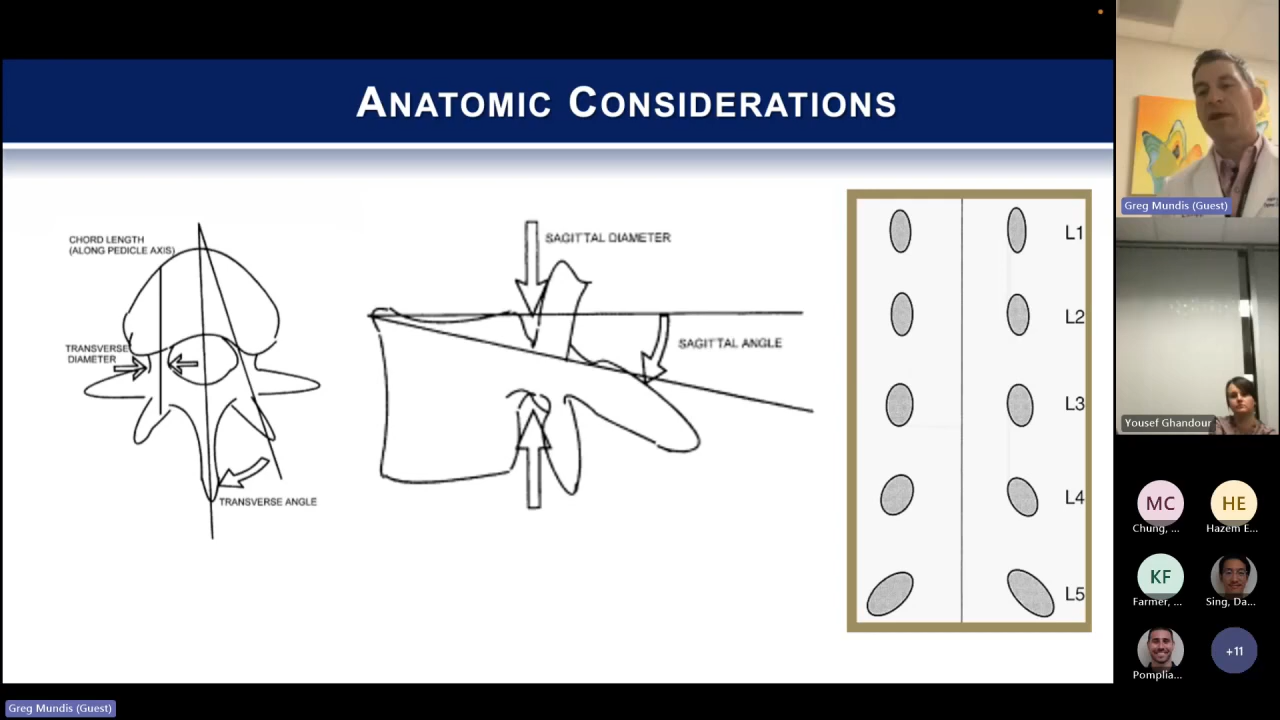 ANATOMIC CONSIDERATIONS
CHORD LENGTH
(ALONG PEDICLE AXIS)
TRANSVERSE
DIAMETER
TRANSVERSE ANGLE
SAGITTAL DIAMETER
SAGITTAL ANGLE
L1
L2
L3
L4
L5
Greg Mundis (Guest)
Yousef Ghandour
MC
Chung, ...
HE
Hazem E...
KF
Farmer, ...
Sing, Da...
Pomplia...
+11
Greg Mundis (Guest)